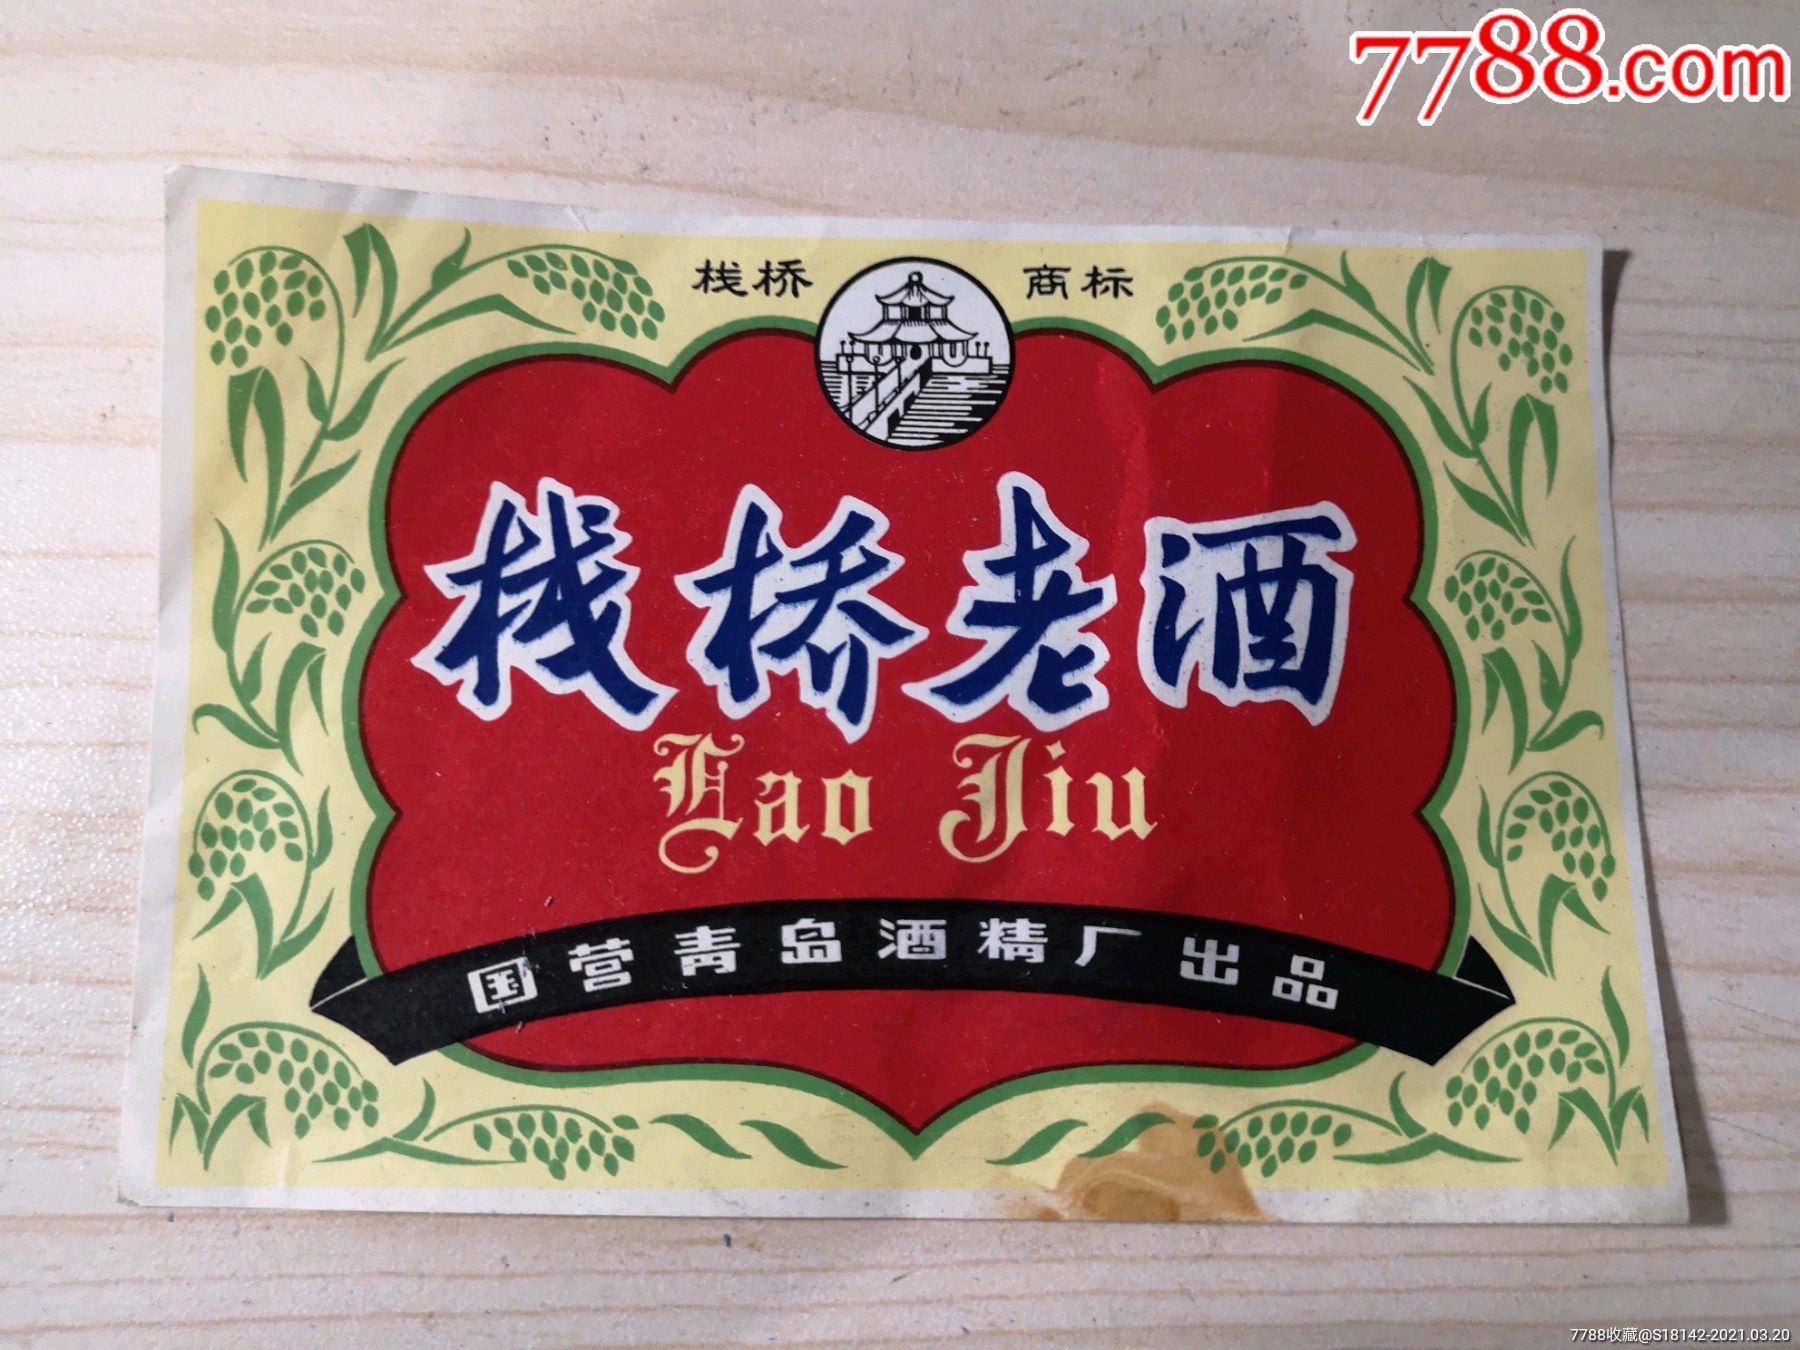 7788.com
栈桥 商标
栈桥老酒
Lao Jiu
国营青岛酒精厂出品
7788收藏@S18142-2021.03.20